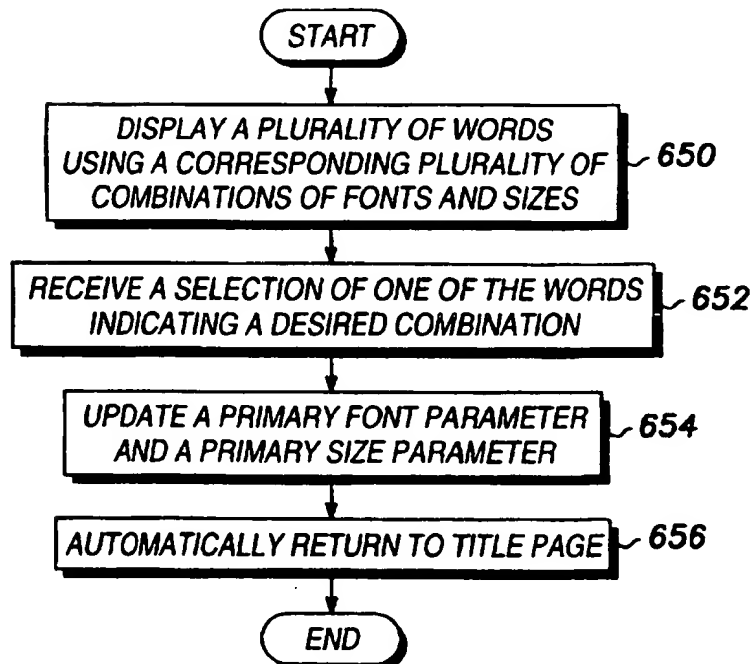 START
DISPLAY A PLURALITY OF WORDS
USING A CORRESPONDING PLURALITY OF
COMBINATIONS OF FONTS AND SIZES
650
RECEIVE A SELECTION OF ONE OF THE WORDS
INDICATING A DESIRED COMBINATION
652
UPDATE A PRIMARY FONT PARAMETER
AND A PRIMARY SIZE PARAMETER
654
AUTOMATICALLY RETURN TO TITLE PAGE
656
END